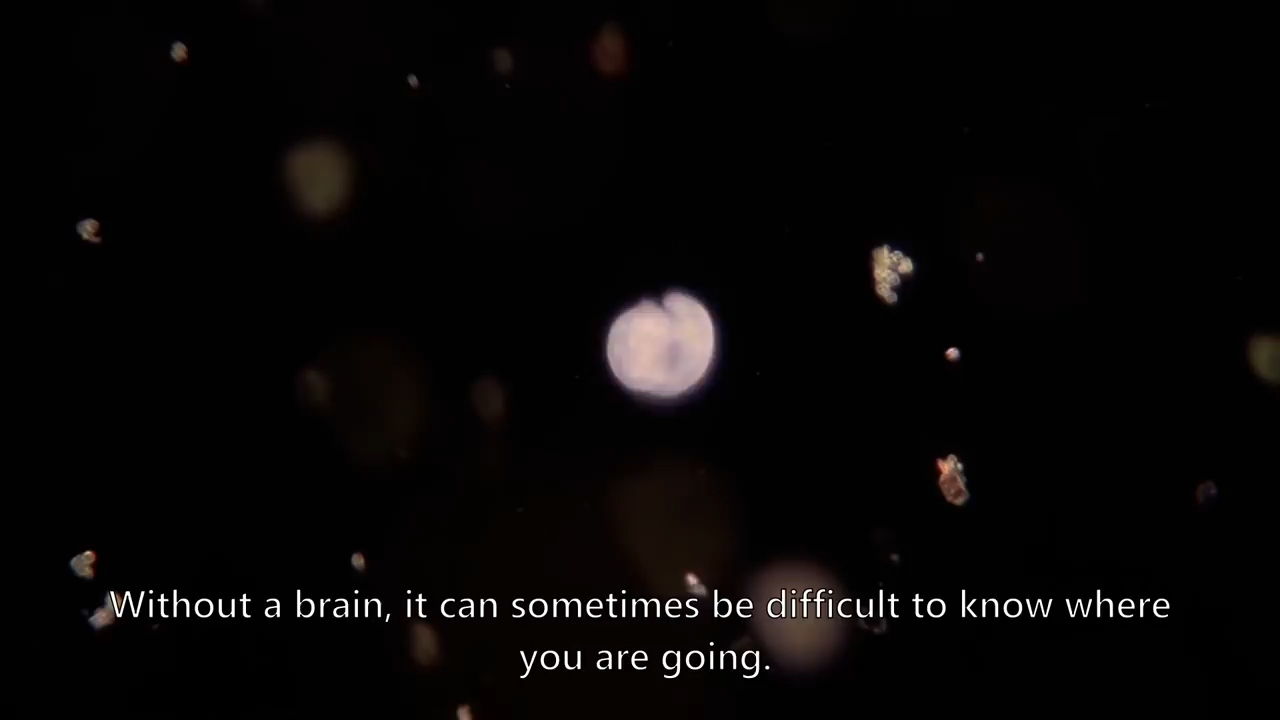 Without a brain, it can sometimes be difficult to know where
you are going.